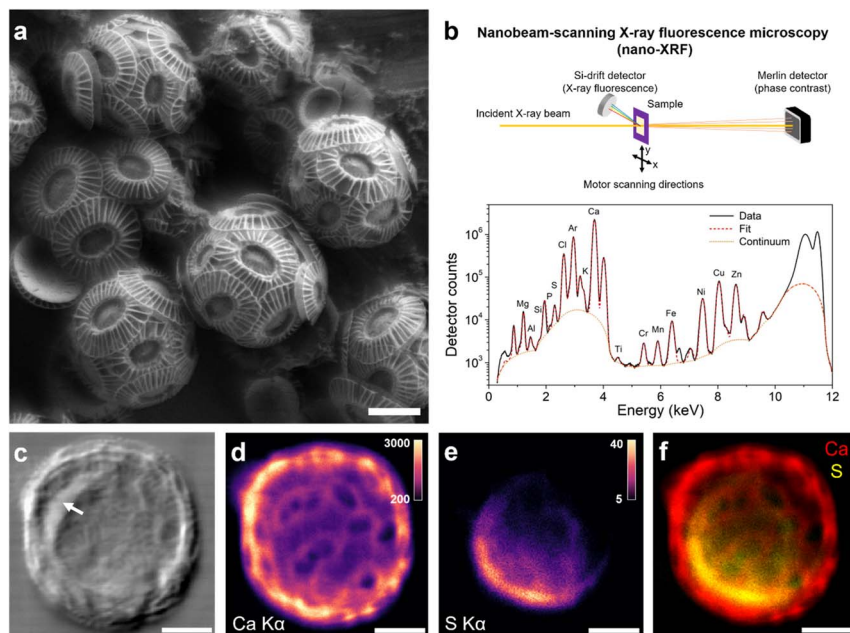 a
b
Nanobeam-scanning X-ray fluorescence microscopy
(nano-XRF)
Si-drift detector
(X-ray fluorescence)
Sample
Merlin detector
(phase contrast)
Incident X-ray beam
y
x
Motor scanning directions
Detector counts
10⁶
10⁵
10⁴
10³
Mg
Al
Si
P
S
Cl
Ar
K
Ca
Ti
Cr
Mn
Fe
Ni
Cu
Zn
Data
Fit
Continuum
0 2 4 6 8 10 12
Energy (keV)
c
d
3000
200
Ca Kα
e
40
5
S Kα
f
Ca
S